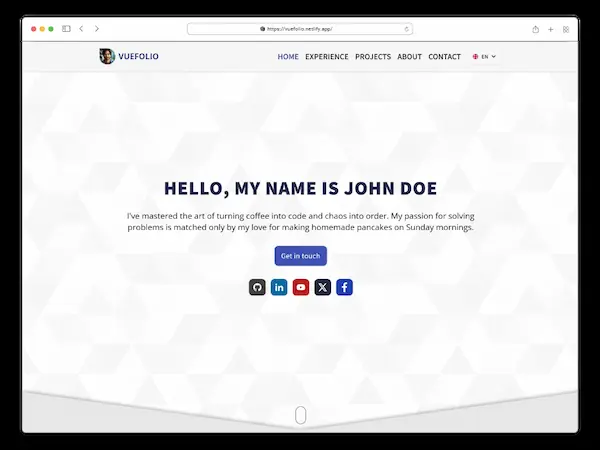 https://vuefolio.netlify.app/
VUEFOLIO
HOME EXPERIENCE PROJECTS ABOUT CONTACT EN
HELLO, MY NAME IS JOHN DOE
I've mastered the art of turning coffee into code and chaos into order. My passion for solving
problems is matched only by my love for making homemade pancakes on Sunday mornings.
Get in touch